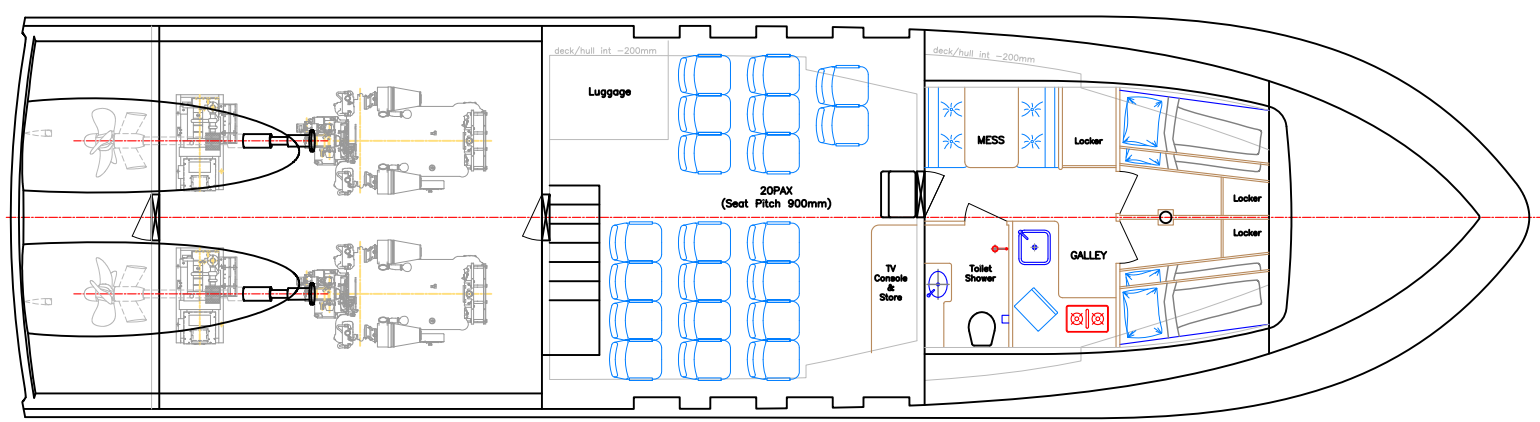 deck/hull int -200mm
deck/hull int -200mm
Luggage
MESS
Locker
20PAX
(Seat Pitch 900mm)
Locker
Locker
GALLEY
TV
Console
&
Store
Toilet
Shower